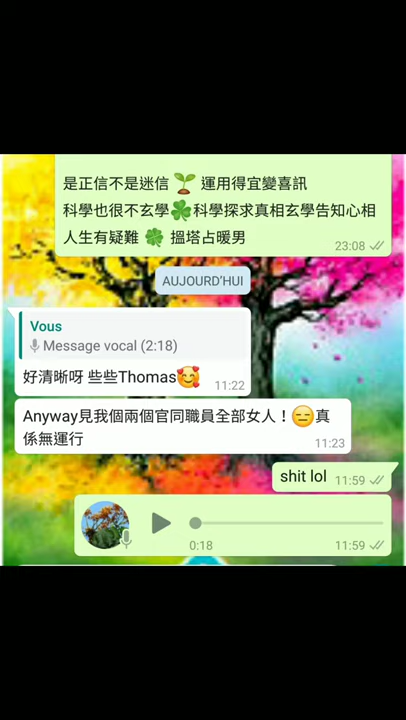 是正信不是迷信🌱 運用得宜變喜訊
科學也很不玄學🍀科學探求真相玄學告知心相
人生有疑難 🍀 搵塔占暖男
23:08
AUJOURD'HUI
Vous
Message vocal (2:18)
好清晰呀 些些Thomas🥰
11:22
Anyway見我個兩個官同職員全部女人！😑真
係無運行
11:23
shit lol
11:59
0:18
11:59